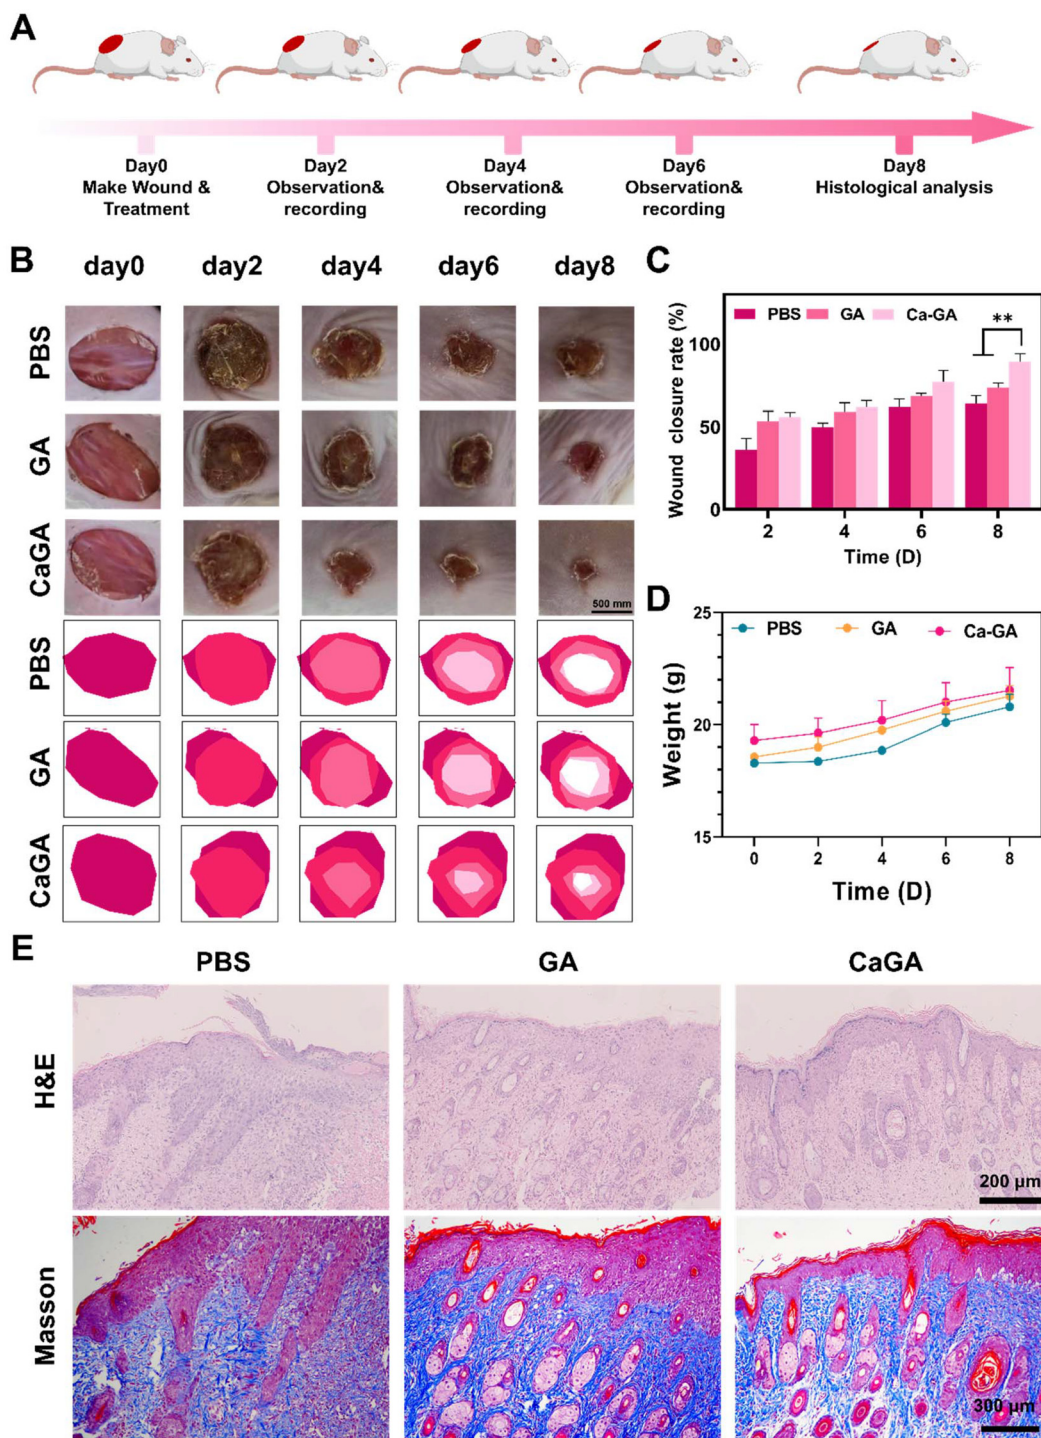 A
Day0
Make Wound &
Treatment
Day2
Observation&
recording
Day4
Observation&
recording
Day6
Observation&
recording
Day8
Histological analysis
B
day0
day2
day4
day6
day8
PBS
GA
CaGA
500 mm
PBS
GA
CaGA
C
Wound closure rate (%)
PBS
GA
Ca-GA
**
100
50
0
2
4
6
8
Time (D)
D
Weight (g)
25
20
15
PBS
GA
Ca-GA
0
2
4
6
8
Time (D)
E
PBS
GA
CaGA
H&E
200 μm
Masson
300 μm